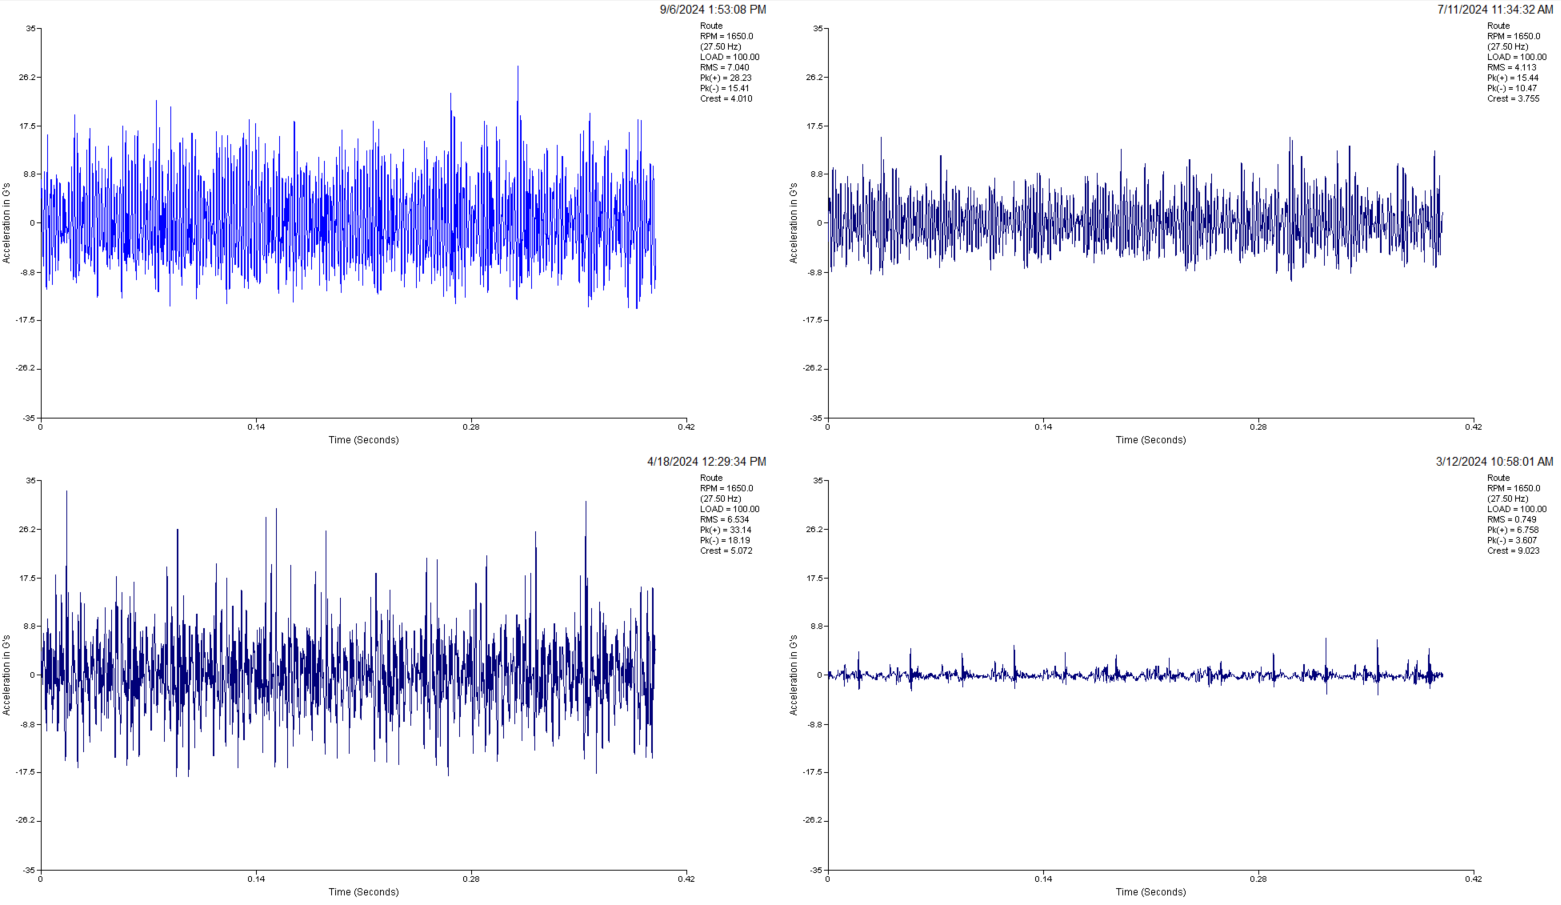 9/6/2024 1:53:08 PM
Route
RPM = 1650.0
(27.50 Hz)
LOAD = 100.00
RMS = 7.040
Pk(+) = 28.23
Pk(-) = 15.41
Crest = 4.010
35
26.2
17.5
8.8
0
-8.8
-17.5
-26.2
-35
Acceleration in G's
0
0.14
0.28
0.42
Time (Seconds)
7/11/2024 11:34:32 AM
Route
RPM = 1650.0
(27.50 Hz)
LOAD = 100.00
RMS = 4.113
Pk(+) = 15.44
Pk(-) = 10.47
Crest = 3.755
35
26.2
17.5
8.8
0
-8.8
-17.5
-26.2
-35
Acceleration in G's
0
0.14
0.28
0.42
Time (Seconds)
4/18/2024 12:29:34 PM
Route
RPM = 1650.0
(27.50 Hz)
LOAD = 100.00
RMS = 6.534
Pk(+) = 33.14
Pk(-) = 18.19
Crest = 5.072
35
26.2
17.5
8.8
0
-8.8
-17.5
-26.2
-35
Acceleration in G's
0
0.14
0.28
0.42
Time (Seconds)
3/12/2024 10:58:01 AM
Route
RPM = 1650.0
(27.50 Hz)
LOAD = 100.00
RMS = 0.749
Pk(+) = 6.758
Pk(-) = 3.607
Crest = 9.023
35
26.2
17.5
8.8
0
-8.8
-17.5
-26.2
-35
Acceleration in G's
0
0.14
0.28
0.42
Time (Seconds)